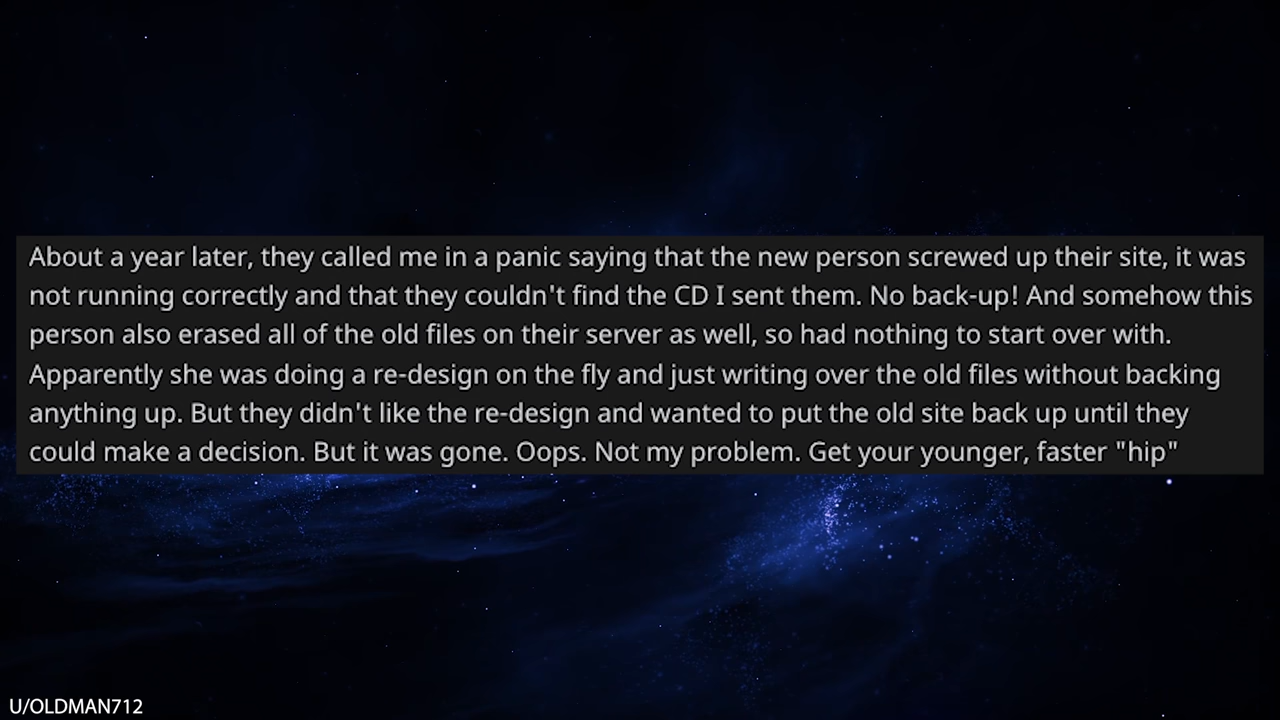 About a year later, they called me in a panic saying that the new person screwed up their site, it was
not running correctly and that they couldn't find the CD I sent them. No back-up! And somehow this
person also erased all of the old files on their server as well, so had nothing to start over with.
Apparently she was doing a re-design on the fly and just writing over the old files without backing
anything up. But they didn't like the re-design and wanted to put the old site back up until they
could make a decision. But it was gone. Oops. Not my problem. Get your younger, faster "hip"
U/OLDMAN712